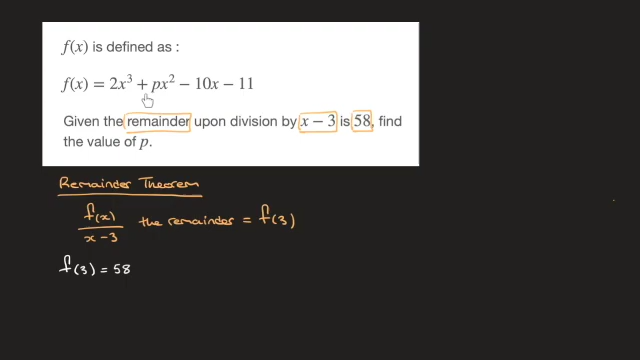 f(x) is defined as :
f(x) = 2x³ + px² − 10x − 11
Given the remainder upon division by x − 3 is 58, find
the value of p.
Remainder Theorem
f(x)/x−3 the remainder = f(3)
f(3) = 58